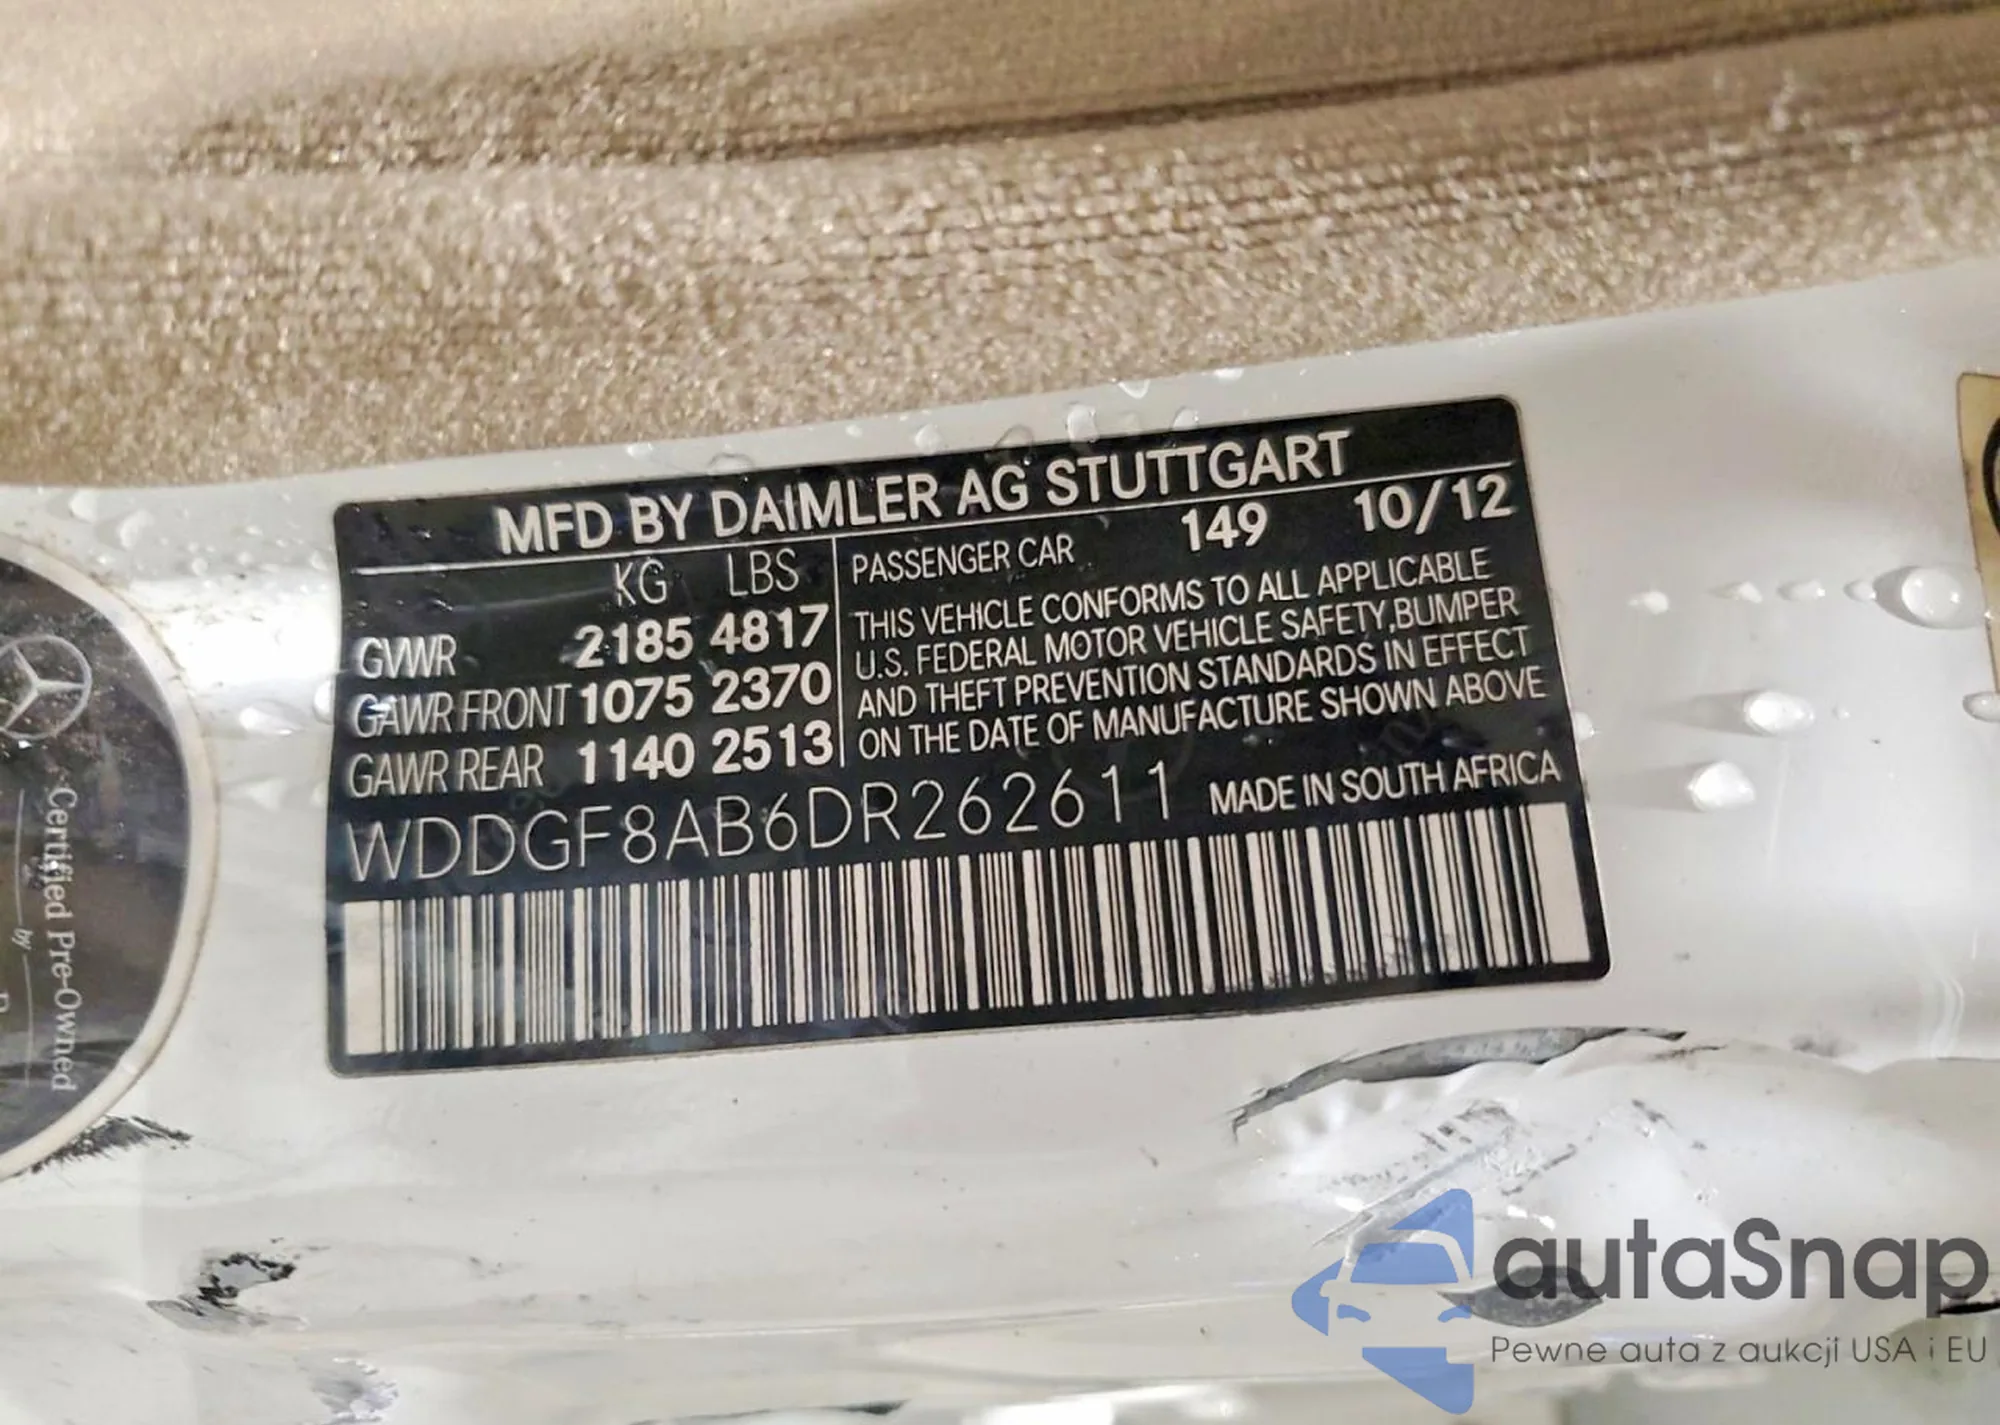 MFD BY DAIMLER AG STUTTGART
KG LBS
GVWR 2185 4817
GAWR FRONT 1075 2370
GAWR REAR 1140 2513
PASSENGER CAR 149 10/12
THIS VEHICLE CONFORMS TO ALL APPLICABLE
U.S. FEDERAL MOTOR VEHICLE SAFETY,BUMPER
AND THEFT PREVENTION STANDARDS IN EFFECT
ON THE DATE OF MANUFACTURE SHOWN ABOVE
WDDGF8AB6DR262611 MADE IN SOUTH AFRICA
Certified Pre-Owned
by
autaSnap
Pewne auta z aukcji USA i EU